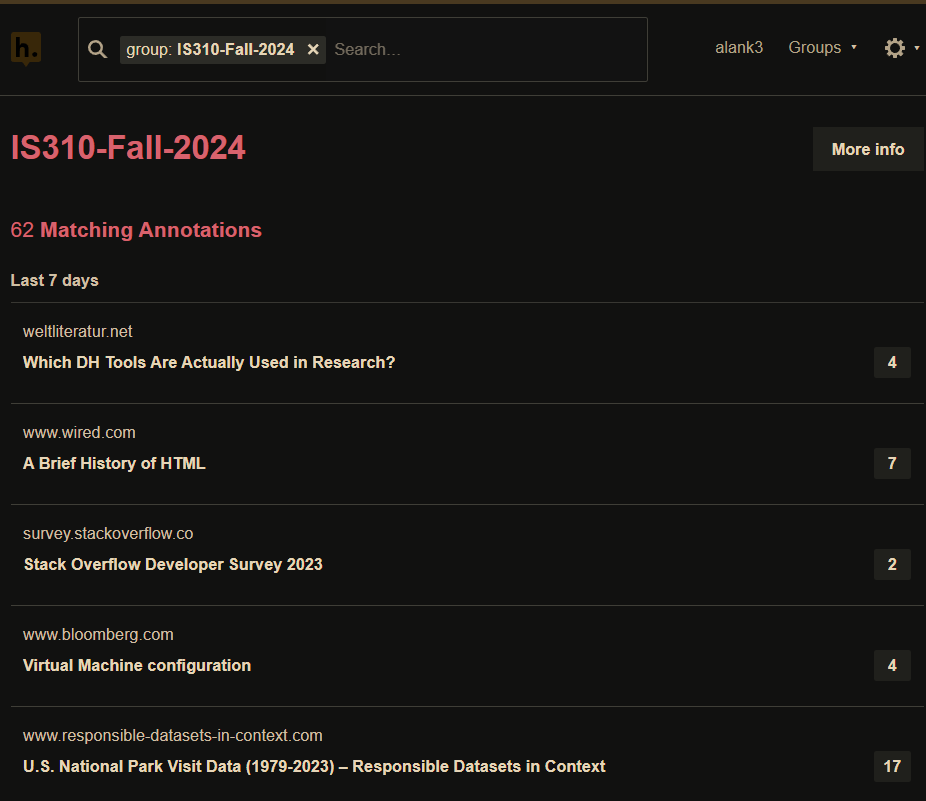 h.
group: IS310-Fall-2024 × Search…
alank3 Groups
IS310-Fall-2024
More info
62 Matching Annotations
Last 7 days
weltliteratur.net
Which DH Tools Are Actually Used in Research?
4
www.wired.com
A Brief History of HTML
7
survey.stackoverflow.co
Stack Overflow Developer Survey 2023
2
www.bloomberg.com
Virtual Machine configuration
4
www.responsible-datasets-in-context.com
U.S. National Park Visit Data (1979-2023) – Responsible Datasets in Context
17